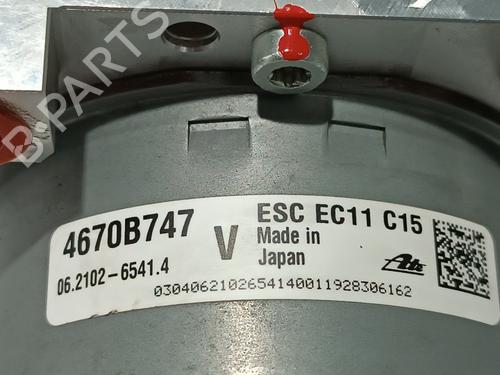 B PARTS
4670B747
V
ESC EC11 C15
Made in
Japan
06.2102-6541.4
Ate
0304062102654140011928306162